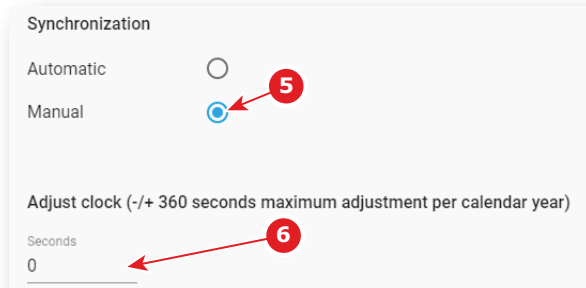 Synchronization
Automatic
5
Manual
Adjust clock (-/+ 360 seconds maximum adjustment per calendar year)
Seconds
6
0